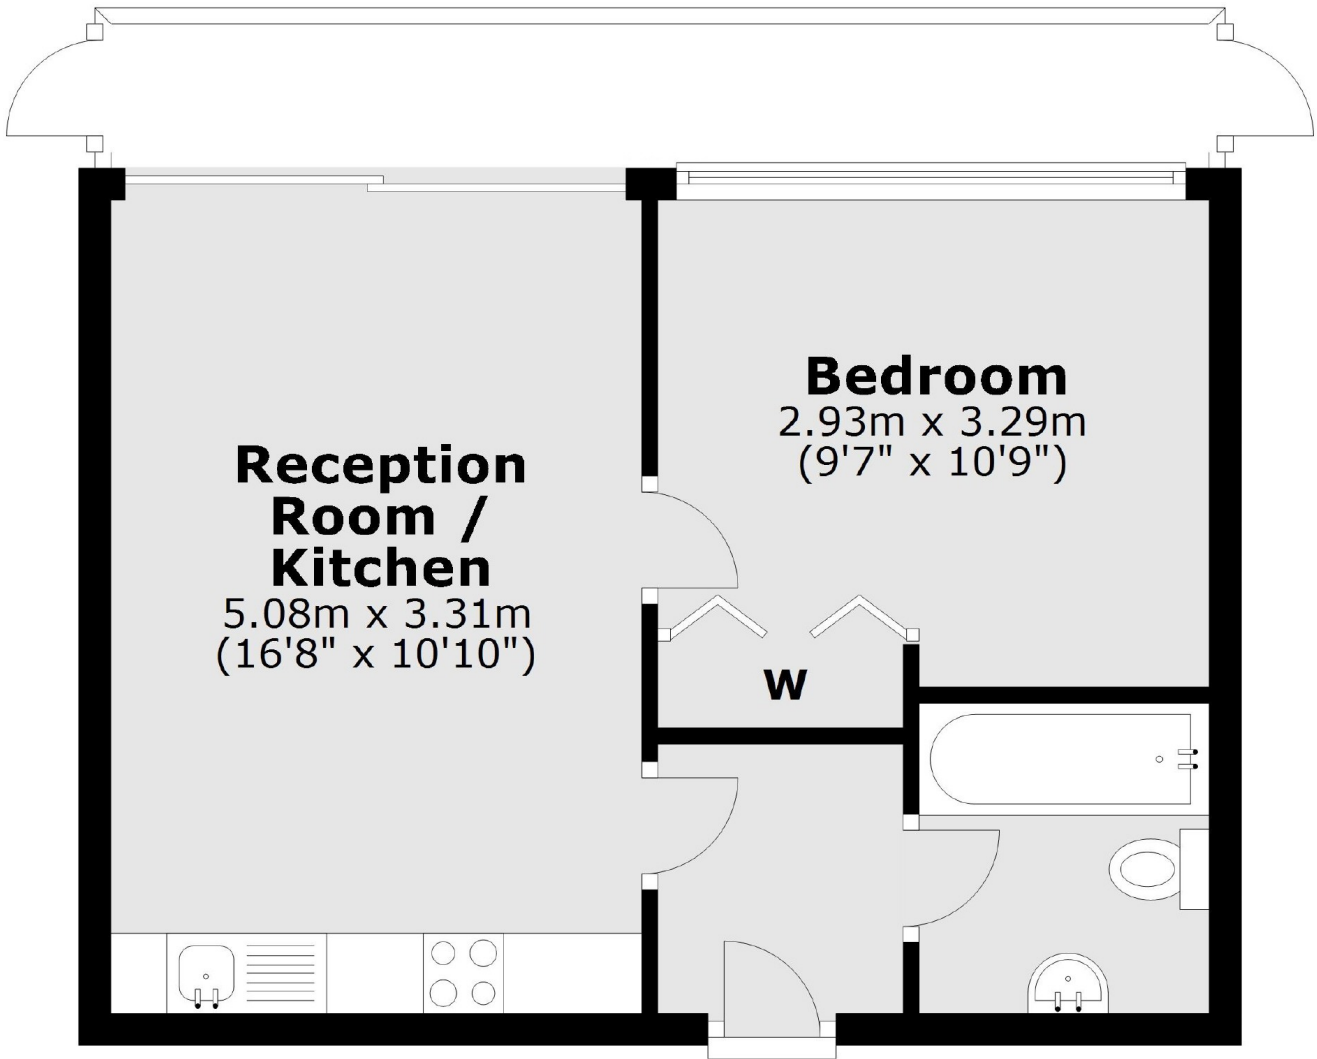 Reception
Room /
Kitchen
5.08m x 3.31m
(16'8" x 10'10")
Bedroom
2.93m x 3.29m
(9'7" x 10'9")
W